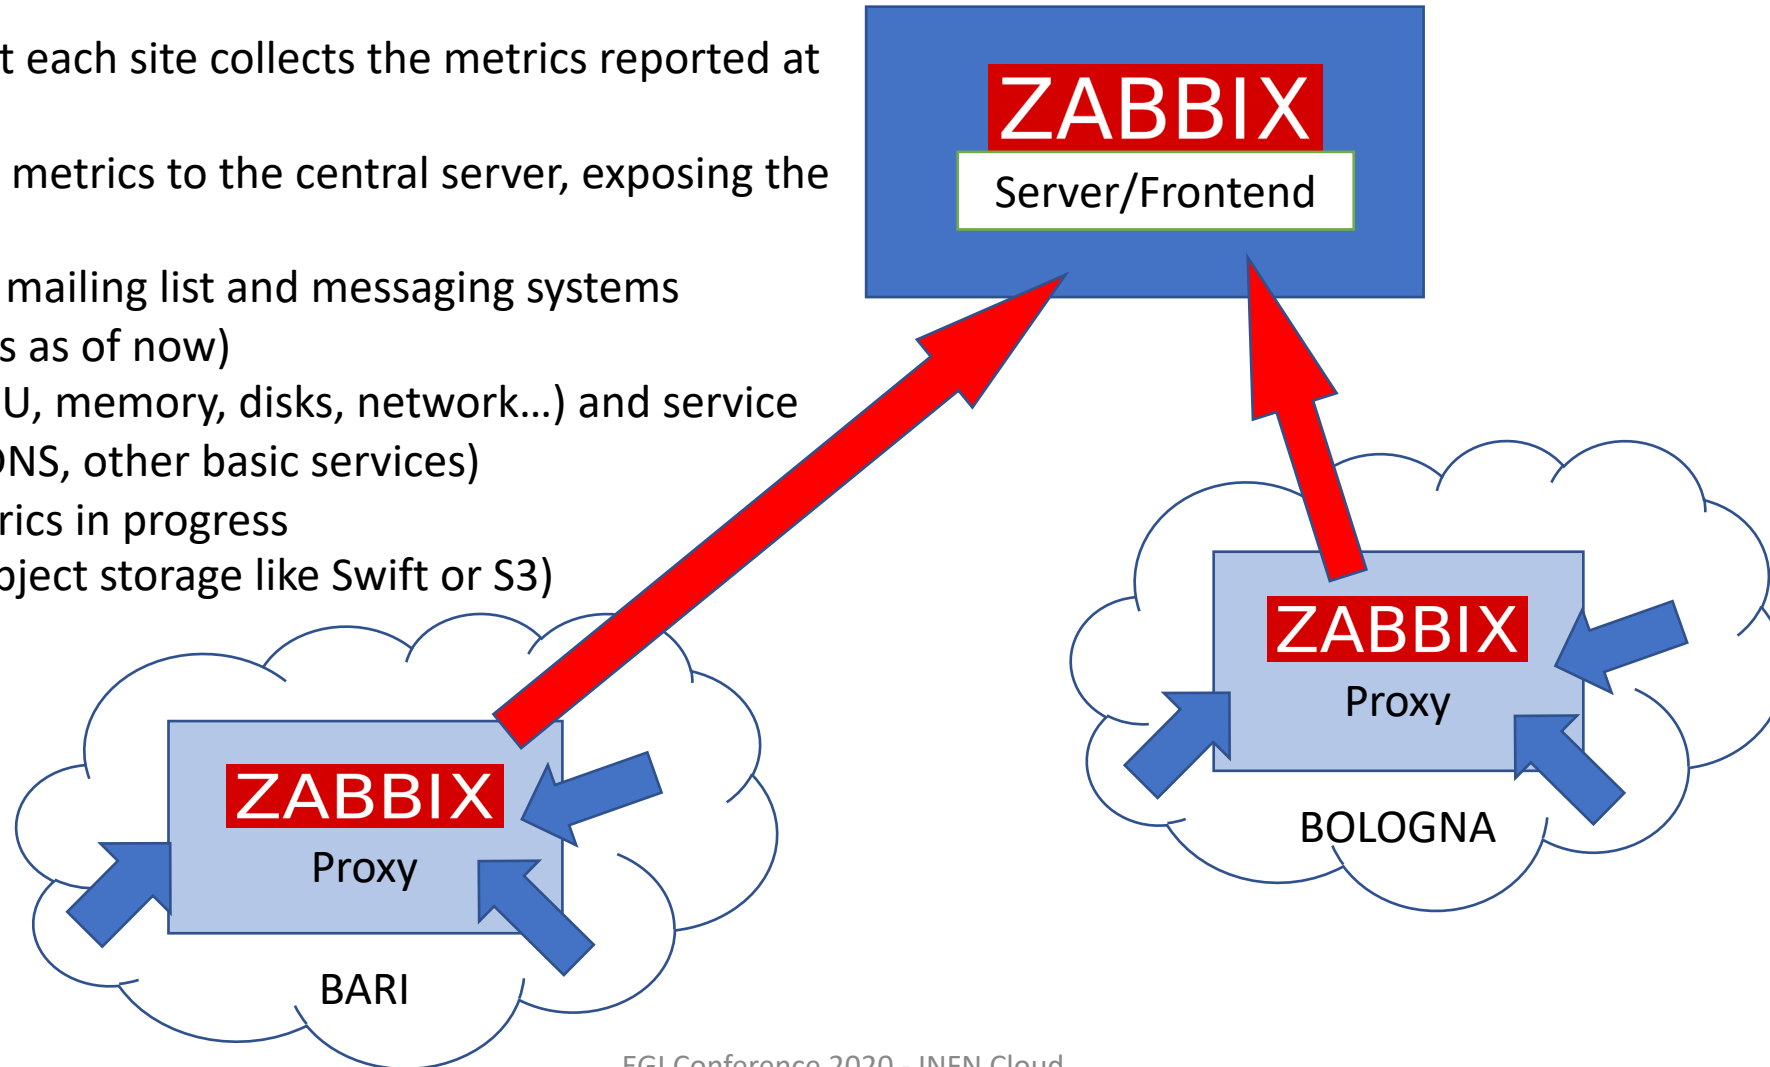 t each site collects the metrics reported at
metrics to the central server, exposing the
mailing list and messaging systems
s as of now)
U, memory, disks, network…) and service
NS, other basic services)
rics in progress
ject storage like Swift or S3)
ZABBIX
Server/Frontend
ZABBIX
Proxy
BOLOGNA
ZABBIX
Proxy
BARI
EGI Conference 2020 - INFN Cloud